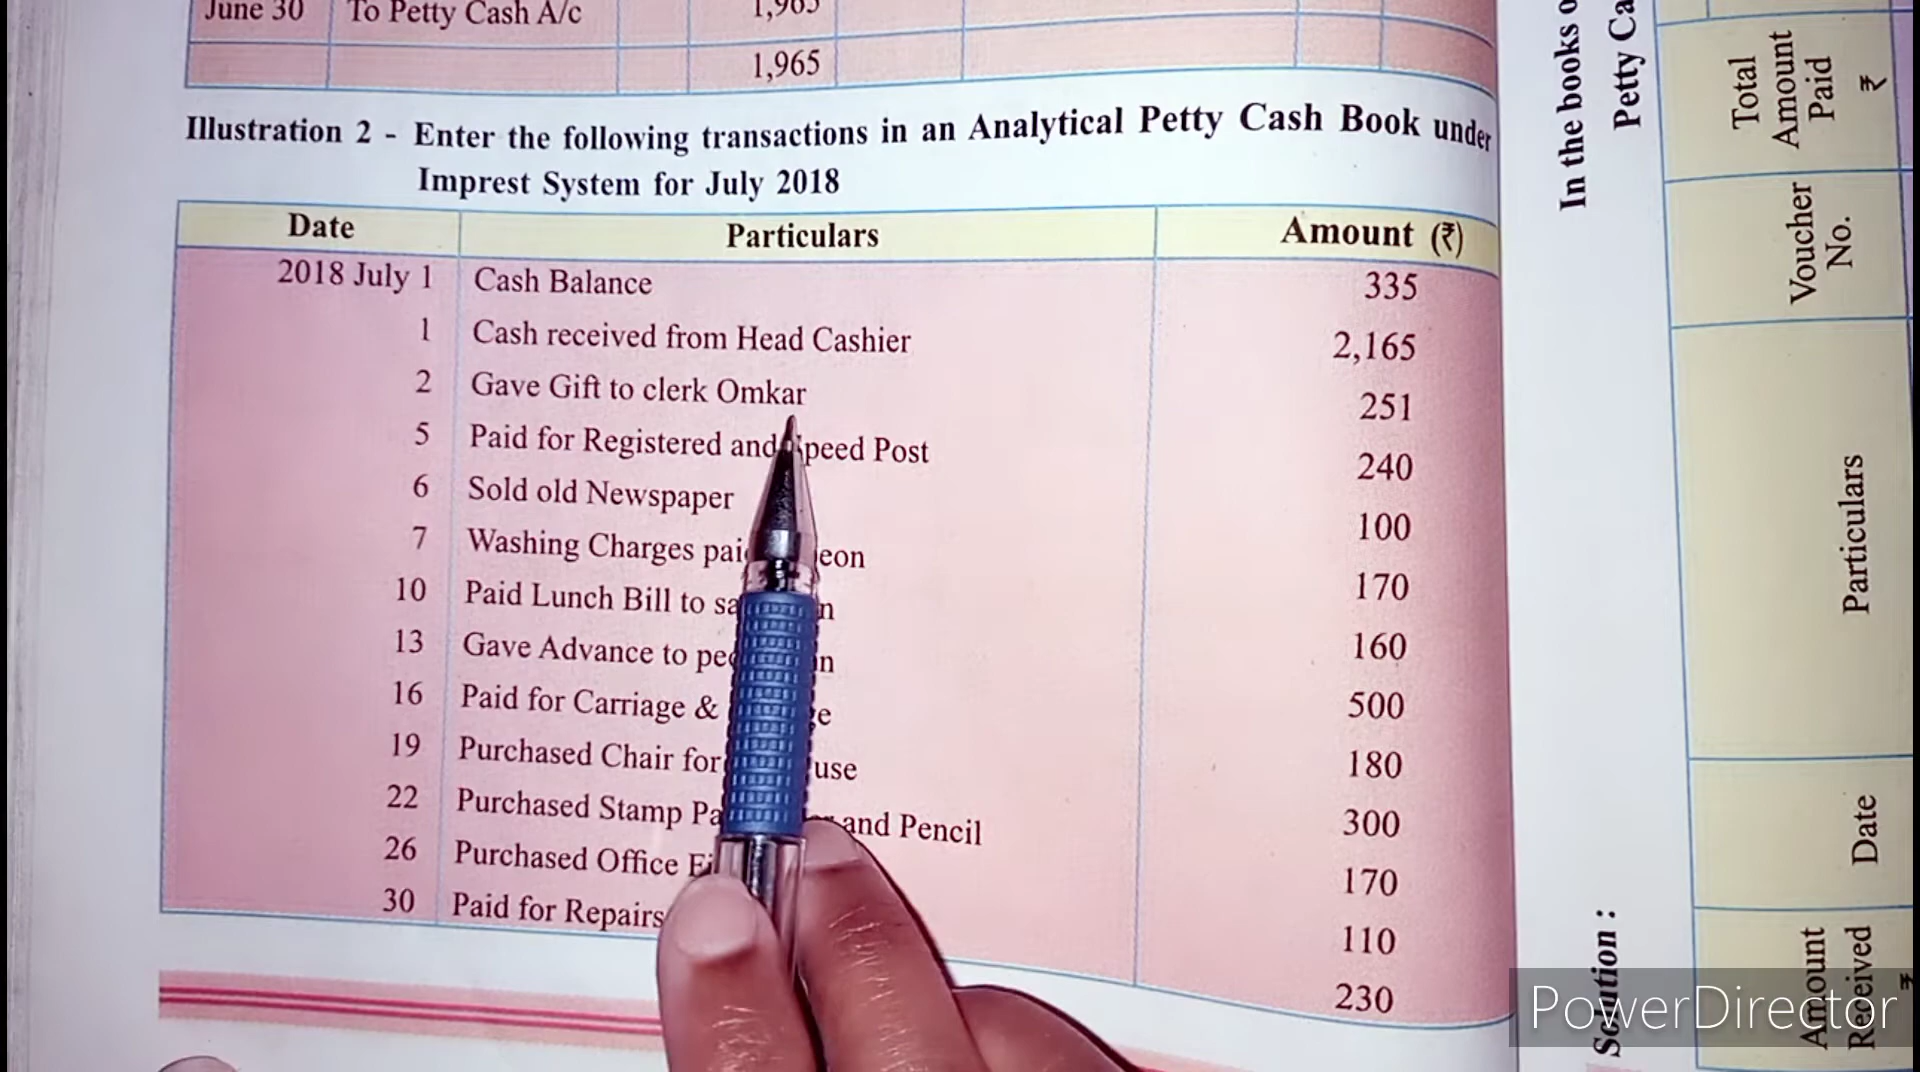 June 30 To Petty Cash A/c 1,965
1,965
Illustration 2 - Enter the following transactions in an Analytical Petty Cash Book under
Imprest System for July 2018
Date Particulars Amount (₹)
2018 July 1 Cash Balance 335
1 Cash received from Head Cashier 2,165
2 Gave Gift to clerk Omkar 251
5 Paid for Registered and Speed Post 240
6 Sold old Newspaper 100
7 Washing Charges 170
10 Paid Lunch Bill to 160
13 Gave Advance to 500
16 Paid for Carriage & 180
19 Purchased Chair for use 300
22 Purchased Stamp and Pencil 170
26 Purchased Office 110
30 Paid for Repairs 230
In the books
Petty
Solution :
Amount Received ₹
Date
Particulars
Voucher No.
Total Amount Paid ₹
PowerDirector